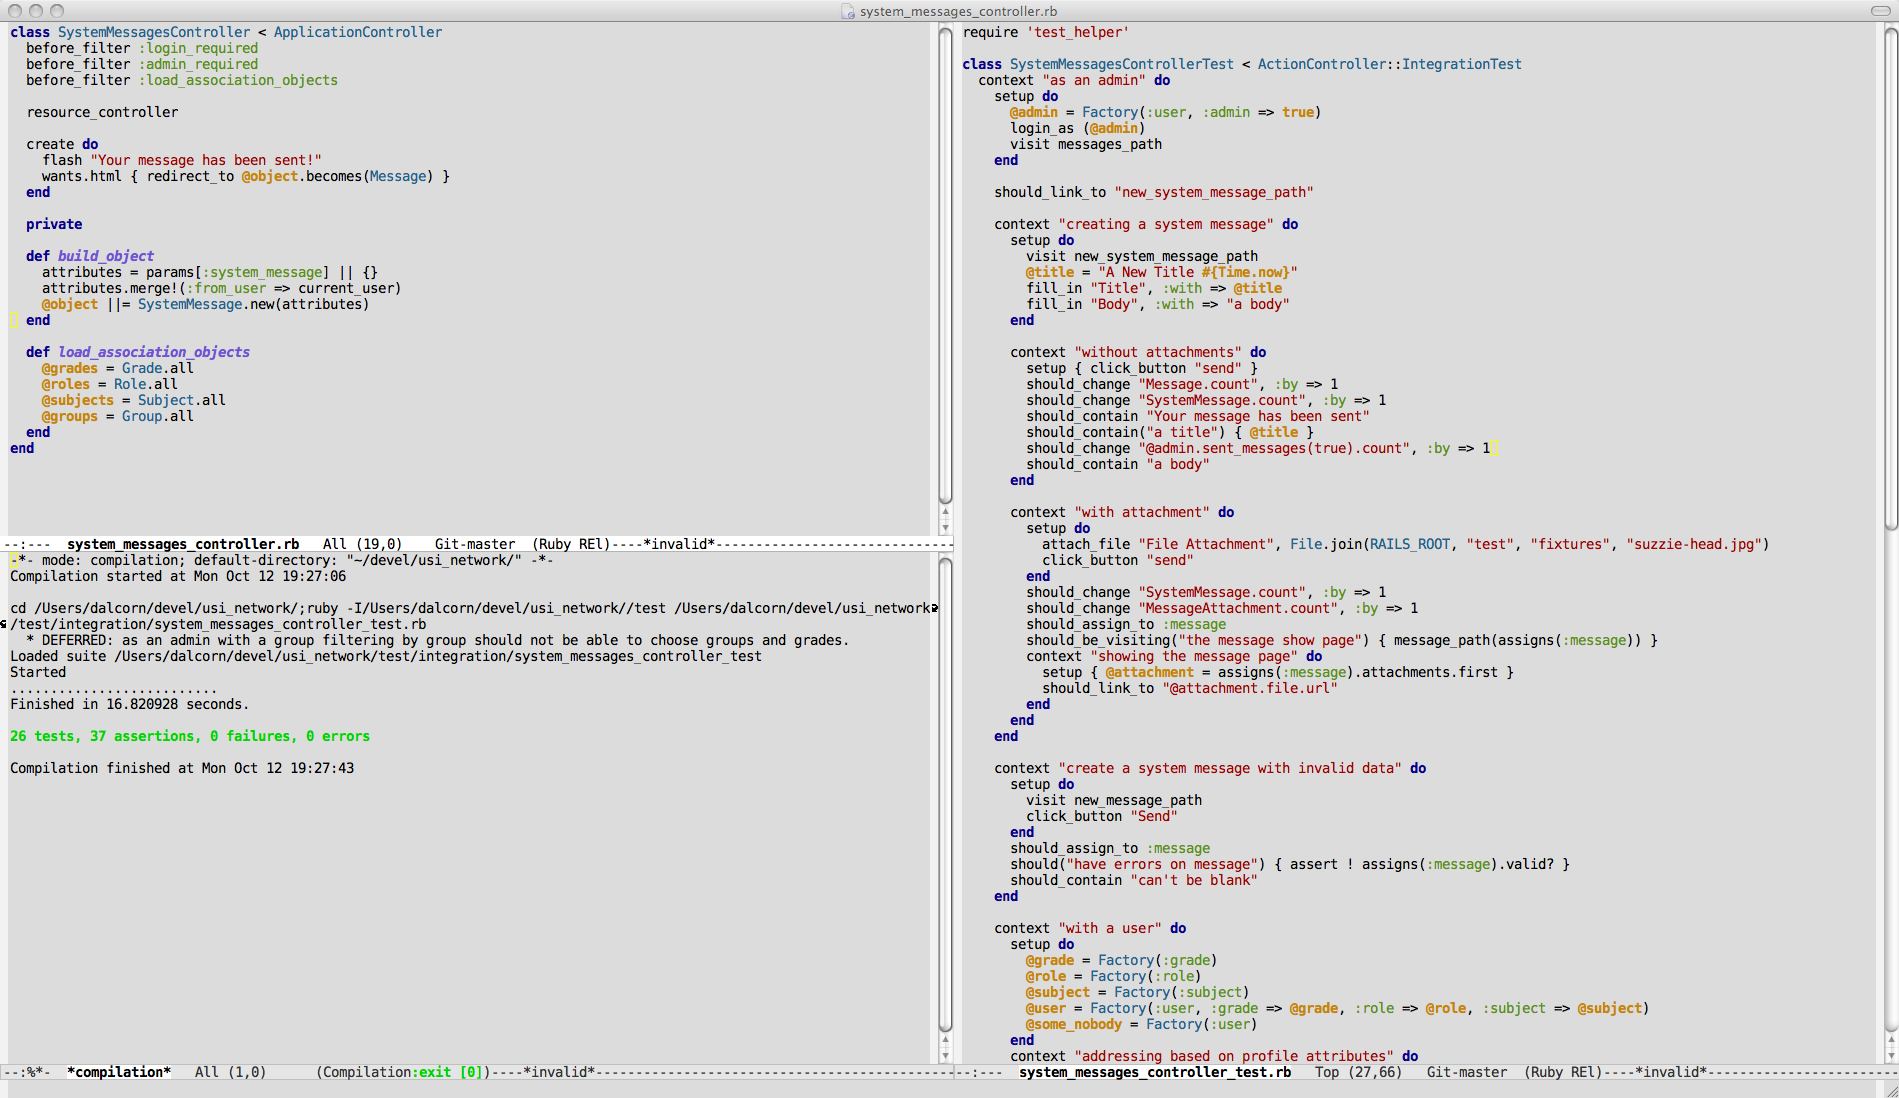 system_messages_controller.rb
class SystemMessagesController < ApplicationController
  before_filter :login_required
  before_filter :admin_required
  before_filter :load_association_objects

  resource_controller

  create do
    flash "Your message has been sent!"
    wants.html { redirect_to @object.becomes(Message) }
  end

  private

  def build_object
    attributes = params[:system_message] || {}
    attributes.merge!(:from_user => current_user)
    @object ||= SystemMessage.new(attributes)
  end

  def load_association_objects
    @grades = Grade.all
    @roles = Role.all
    @subjects = Subject.all
    @groups = Group.all
  end
end
--:---  system_messages_controller.rb   All (19,0)    Git-master  (Ruby REl)----*invalid*-----------------------------
-*- mode: compilation; default-directory: "~/devel/usi_network/" -*-
Compilation started at Mon Oct 12 19:27:06

cd /Users/dalcorn/devel/usi_network/;ruby -I/Users/dalcorn/devel/usi_network//test /Users/dalcorn/devel/usi_network
/test/integration/system_messages_controller_test.rb
  * DEFERRED: as an admin with a group filtering by group should not be able to choose groups and grades.
Loaded suite /Users/dalcorn/devel/usi_network/test/integration/system_messages_controller_test
Started
..........................
Finished in 16.820928 seconds.

26 tests, 37 assertions, 0 failures, 0 errors

Compilation finished at Mon Oct 12 19:27:43
--:%*-  *compilation*   All (1,0)      (Compilation:exit [0])----*invalid*--------------------------------------------
require 'test_helper'

class SystemMessagesControllerTest < ActionController::IntegrationTest
  context "as an admin" do
    setup do
      @admin = Factory(:user, :admin => true)
      login_as (@admin)
      visit messages_path
    end

    should_link_to "new_system_message_path"

    context "creating a system message" do
      setup do
        visit new_system_message_path
        @title = "A New Title #{Time.now}"
        fill_in "Title", :with => @title
        fill_in "Body", :with => "a body"
      end

      context "without attachments" do
        setup { click_button "send" }
        should_change "Message.count", :by => 1
        should_change "SystemMessage.count", :by => 1
        should_contain "Your message has been sent"
        should_contain("a title") { @title }
        should_change "@admin.sent_messages(true).count", :by => 1
        should_contain "a body"
      end

      context "with attachment" do
        setup do
          attach_file "File Attachment", File.join(RAILS_ROOT, "test", "fixtures", "suzzie-head.jpg")
          click_button "send"
        end
        should_change "SystemMessage.count", :by => 1
        should_change "MessageAttachment.count", :by => 1
        should_assign_to :message
        should_be_visiting("the message show page") { message_path(assigns(:message)) }
        context "showing the message page" do
          setup { @attachment = assigns(:message).attachments.first }
          should_link_to "@attachment.file.url"
        end
      end
    end

    context "create a system message with invalid data" do
      setup do
        visit new_message_path
        click_button "Send"
      end
      should_assign_to :message
      should("have errors on message") { assert ! assigns(:message).valid? }
      should_contain "can't be blank"
    end

    context "with a user" do
      setup do
        @grade = Factory(:grade)
        @role = Factory(:role)
        @subject = Factory(:subject)
        @user = Factory(:user, :grade => @grade, :role => @role, :subject => @subject)
        @some_nobody = Factory(:user)
      end
      context "addressing based on profile attributes" do
--:---  system_messages_controller_test.rb   Top (27,66)   Git-master  (Ruby REl)----*invalid*------------------------